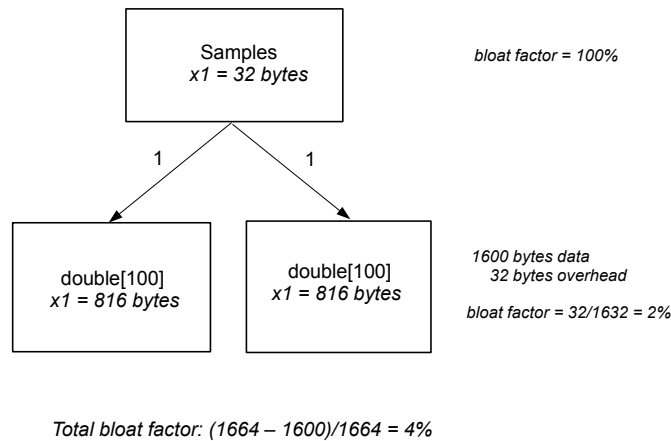 Samples
x1 = 32 bytes
bloat factor = 100%
1
1
double[100]
x1 = 816 bytes
double[100]
x1 = 816 bytes
1600 bytes data
32 bytes overhead
bloat factor = 32/1632 = 2%
Total bloat factor: (1664 – 1600)/1664 = 4%